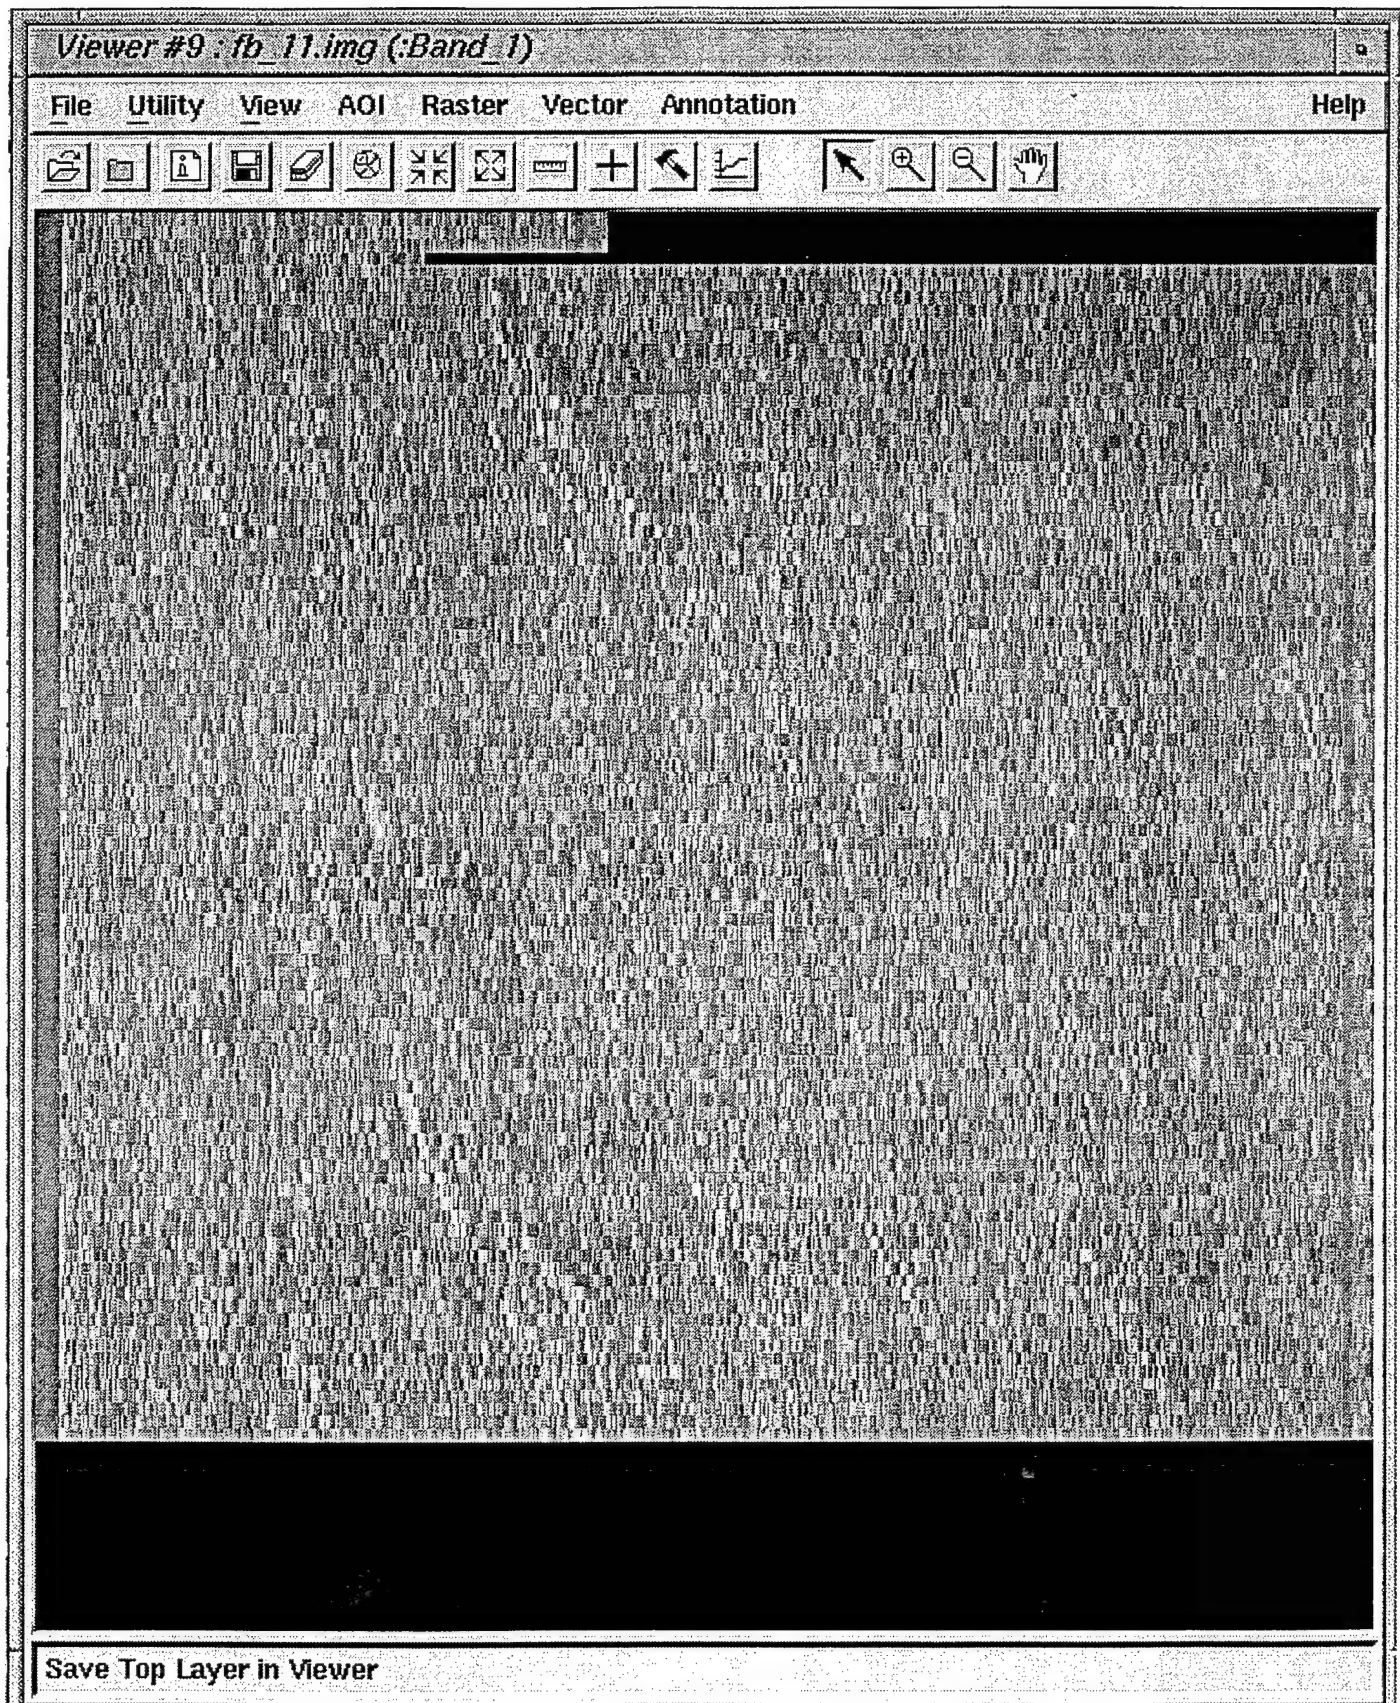 Viewer #9 : fb_11.img (:Band_1)
File Utility View AOI Raster Vector Annotation Help
Save Top Layer in Viewer